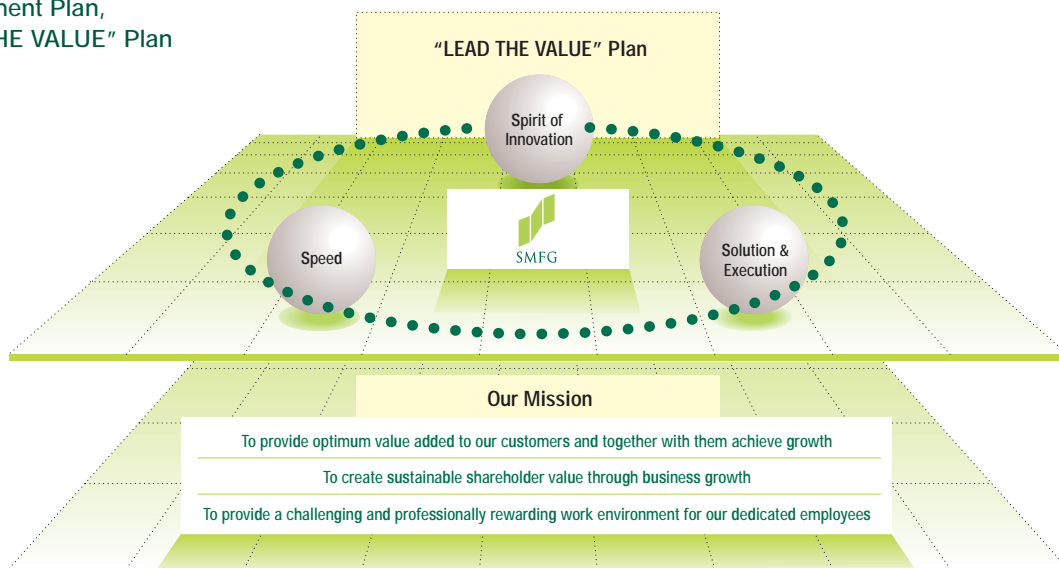 Plan,
VALUE” Plan
“LEAD THE VALUE” Plan
Spirit of
Innovation
Speed
SMFG
Solution &
Execution
Our Mission
To provide optimum value added to our customers and together with them achieve growth
To create sustainable shareholder value through business growth
To provide a challenging and professionally rewarding work environment for our dedicated employees